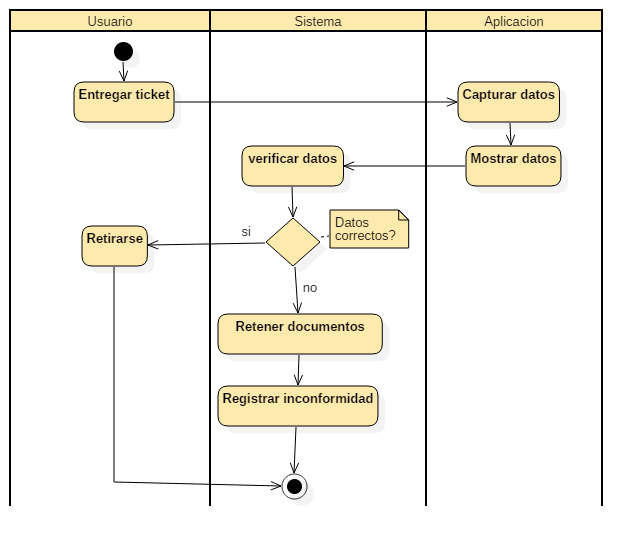 Usuario
Sistema
Aplicacion
Entregar ticket
Capturar datos
verificar datos
Mostrar datos
Datos
correctos?
si
Retirarse
no
Retener documentos
Registrar inconformidad